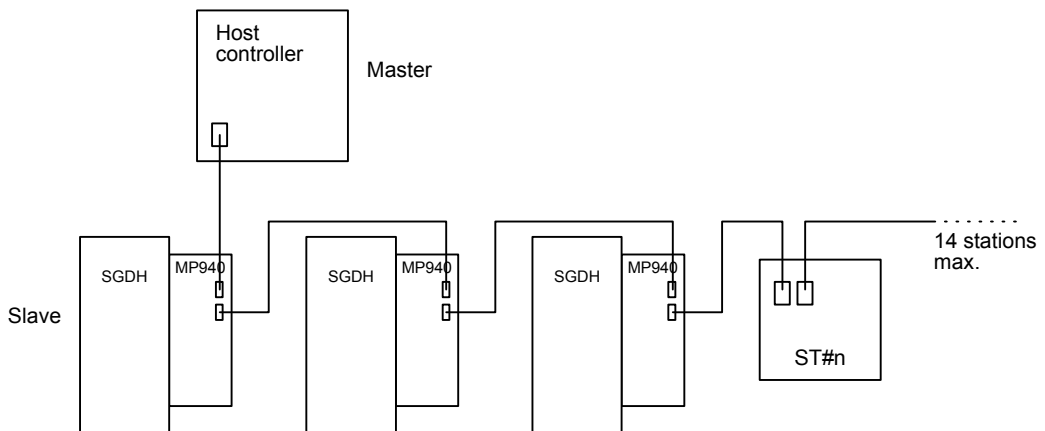 Host
controller
Master
14 stations
max.
SGDH
MP940
SGDH
MP940
SGDH
MP940
Slave
ST#n